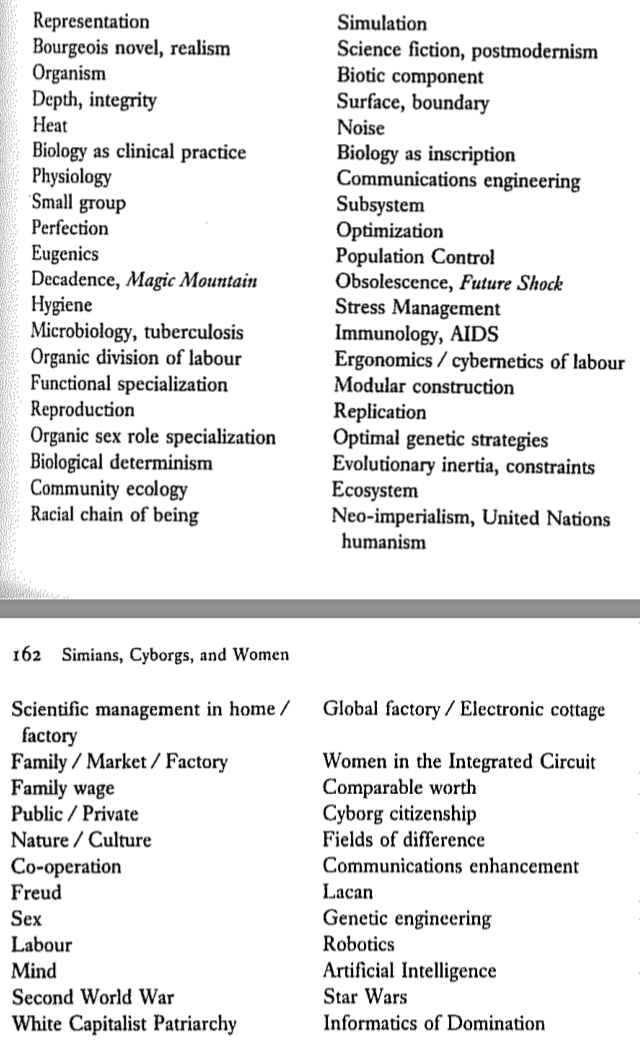 Representation Simulation
Bourgeois novel, realism Science fiction, postmodernism
Organism Biotic component
Depth, integrity Surface, boundary
Heat Noise
Biology as clinical practice Biology as inscription
Physiology Communications engineering
Small group Subsystem
Perfection Optimization
Eugenics Population Control
Decadence, Magic Mountain Obsolescence, Future Shock
Hygiene Stress Management
Microbiology, tuberculosis Immunology, AIDS
Organic division of labour Ergonomics / cybernetics of labour
Functional specialization Modular construction
Reproduction Replication
Organic sex role specialization Optimal genetic strategies
Biological determinism Evolutionary inertia, constraints
Community ecology Ecosystem
Racial chain of being Neo-imperialism, United Nations
humanism
162 Simians, Cyborgs, and Women
Scientific management in home / Global factory / Electronic cottage
factory
Family / Market / Factory Women in the Integrated Circuit
Family wage Comparable worth
Public / Private Cyborg citizenship
Nature / Culture Fields of difference
Co-operation Communications enhancement
Freud Lacan
Sex Genetic engineering
Labour Robotics
Mind Artificial Intelligence
Second World War Star Wars
White Capitalist Patriarchy Informatics of Domination